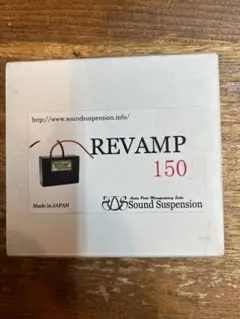 http://www.soundsuspension.info/
REVAMP
150
Made in JAPAN
Sound Suspension